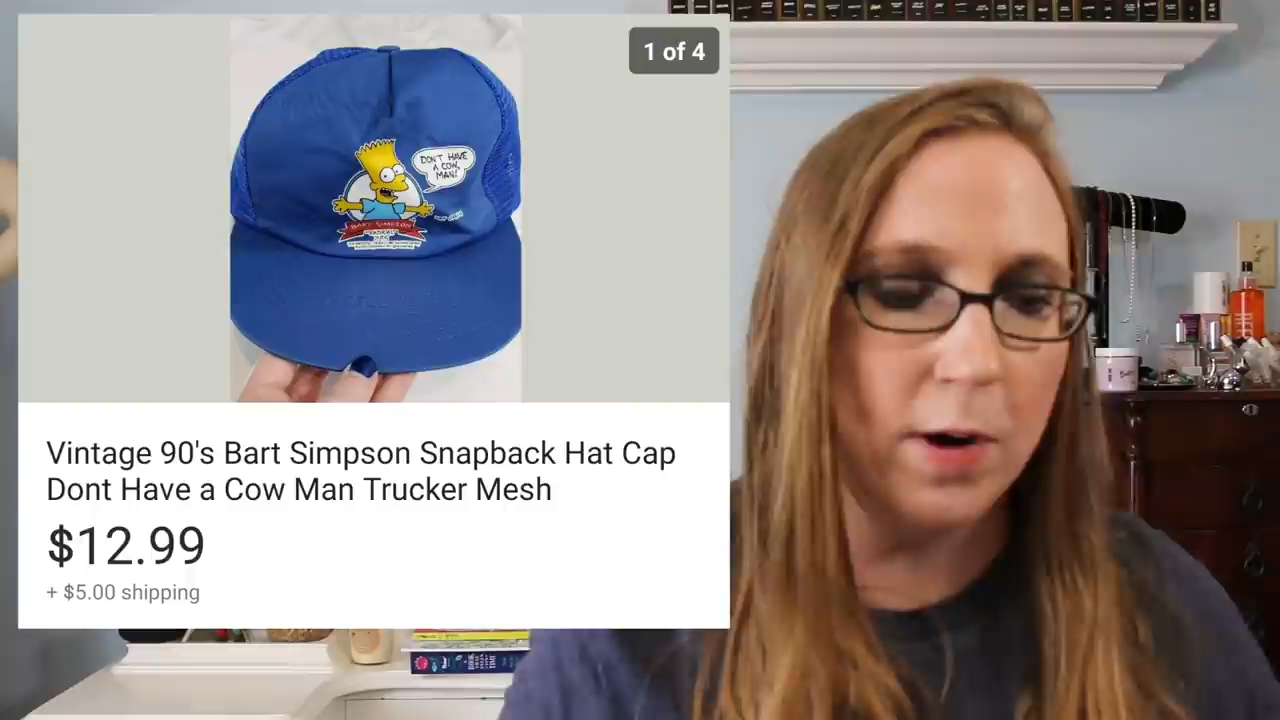 1 of 4
DON'T HAVE
A COW,
MAN!
BART SIMPSON
Vintage 90's Bart Simpson Snapback Hat Cap
Dont Have a Cow Man Trucker Mesh
$12.99
+ $5.00 shipping